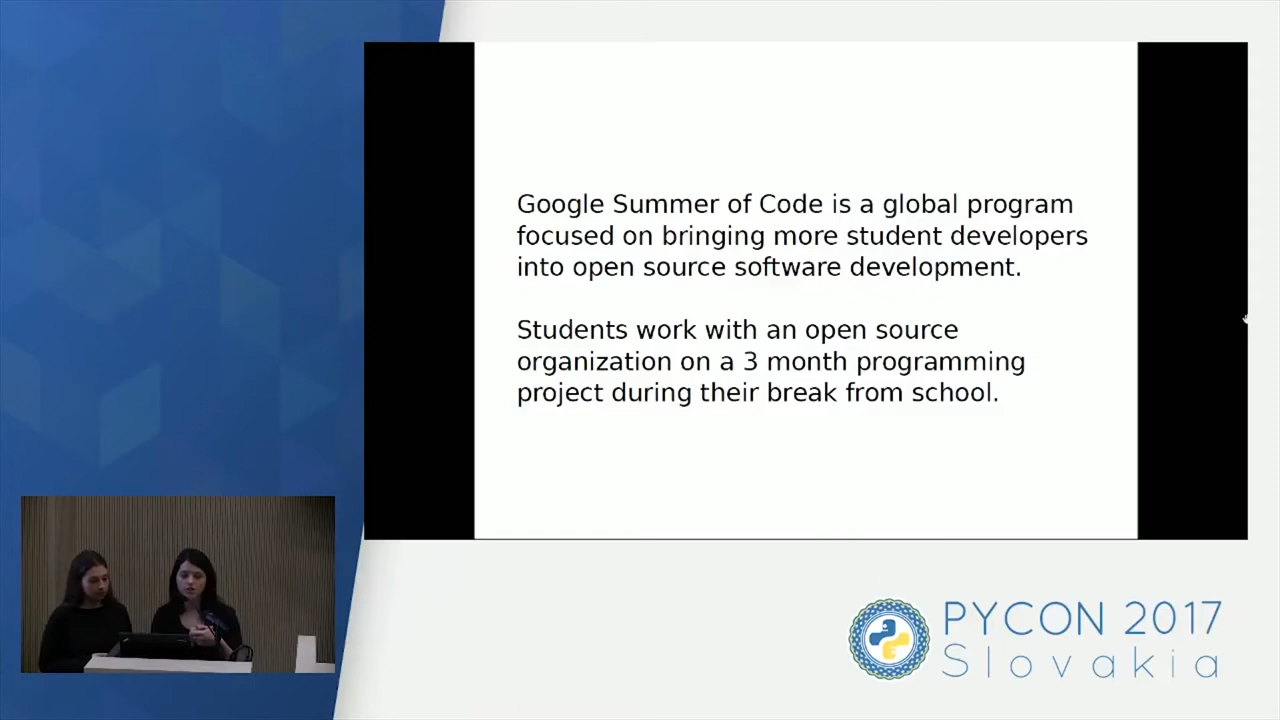 Google Summer of Code is a global program
focused on bringing more student developers
into open source software development.
Students work with an open source
organization on a 3 month programming
project during their break from school.
PYCON 2017
Slovakia